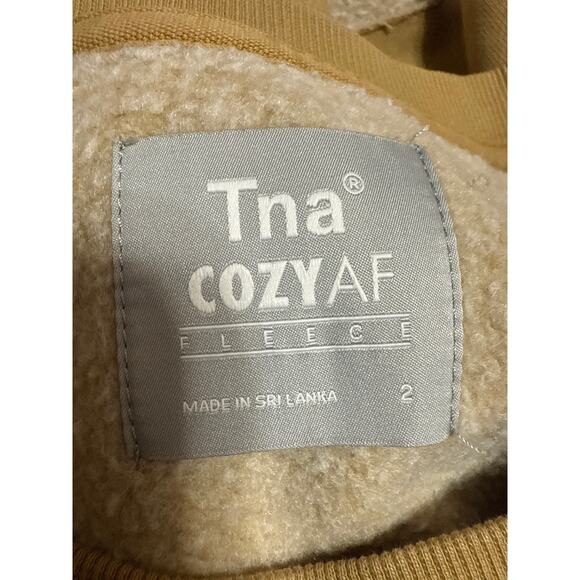 Tna®
COZYAF
FLEECE
MADE IN SRI LANKA 2